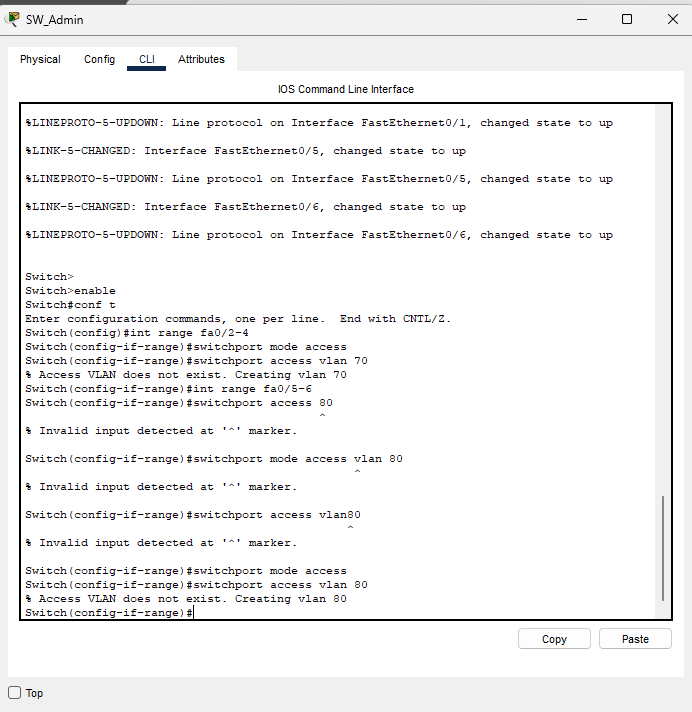 SW_Admin
Physical Config CLI Attributes
IOS Command Line Interface
%LINEPROTO-5-UPDOWN: Line protocol on Interface FastEthernet0/1, changed state to up
%LINK-5-CHANGED: Interface FastEthernet0/5, changed state to up
%LINEPROTO-5-UPDOWN: Line protocol on Interface FastEthernet0/5, changed state to up
%LINK-5-CHANGED: Interface FastEthernet0/6, changed state to up
%LINEPROTO-5-UPDOWN: Line protocol on Interface FastEthernet0/6, changed state to up
Switch>
Switch>enable
Switch#conf t
Enter configuration commands, one per line.  End with CNTL/Z.
Switch(config)#int range fa0/2-4
Switch(config-if-range)#switchport mode access
Switch(config-if-range)#switchport access vlan 70
% Access VLAN does not exist. Creating vlan 70
Switch(config-if-range)#int range fa0/5-6
Switch(config-if-range)#switchport access 80
^
% Invalid input detected at '^' marker.
Switch(config-if-range)#switchport mode access vlan 80
^
% Invalid input detected at '^' marker.
Switch(config-if-range)#switchport access vlan80
^
% Invalid input detected at '^' marker.
Switch(config-if-range)#switchport mode access
Switch(config-if-range)#switchport access vlan 80
% Access VLAN does not exist. Creating vlan 80
Switch(config-if-range)#
Copy Paste
Top